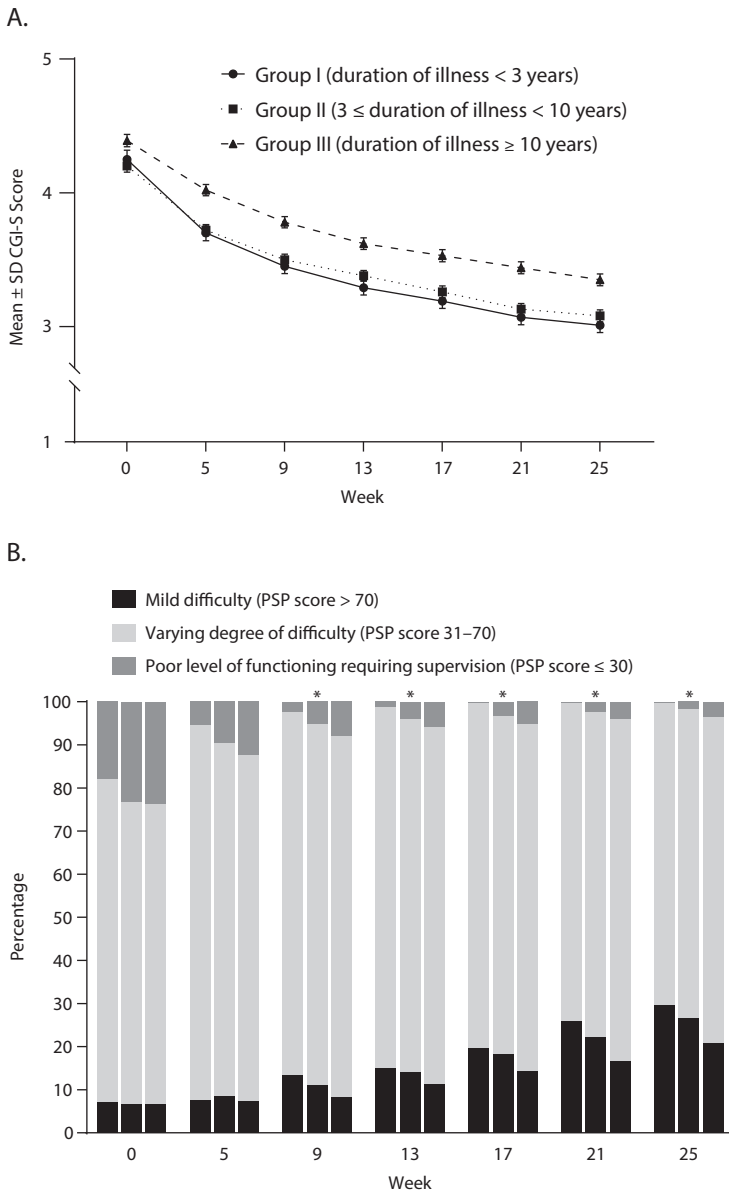 A.
5
4
3
1
Mean ± SD CGI-S Score
Group I (duration of illness < 3 years)
Group II (3 ≤ duration of illness < 10 years)
Group III (duration of illness ≥ 10 years)
0 5 9 13 17 21 25
Week
B.
Mild difficulty (PSP score > 70)
Varying degree of difficulty (PSP score 31–70)
Poor level of functioning requiring supervision (PSP score ≤ 30)
* * * * *
100
90
80
70
60
50
40
30
20
10
0
Percentage
0 5 9 13 17 21 25
Week